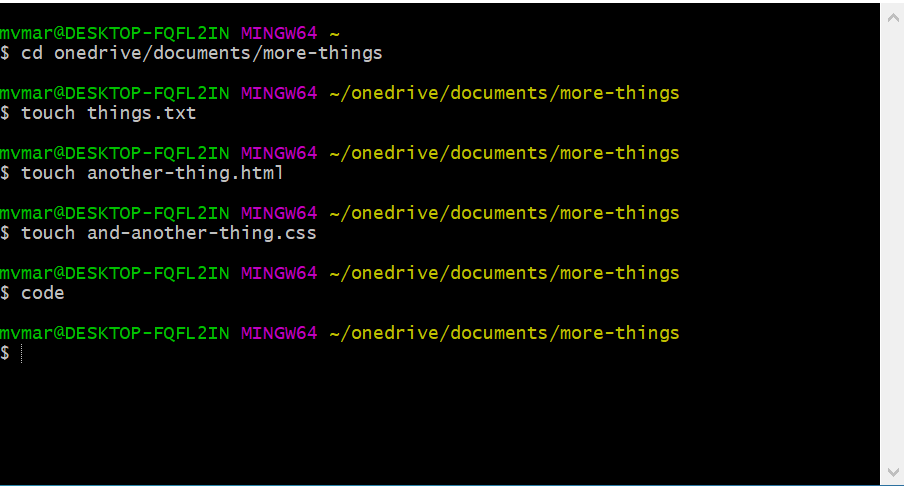 mvmar@DESKTOP-FQFL2IN MINGW64 ~
$ cd onedrive/documents/more-things
mvmar@DESKTOP-FQFL2IN MINGW64 ~/onedrive/documents/more-things
$ touch things.txt
mvmar@DESKTOP-FQFL2IN MINGW64 ~/onedrive/documents/more-things
$ touch another-thing.html
mvmar@DESKTOP-FQFL2IN MINGW64 ~/onedrive/documents/more-things
$ touch and-another-thing.css
mvmar@DESKTOP-FQFL2IN MINGW64 ~/onedrive/documents/more-things
$ code
mvmar@DESKTOP-FQFL2IN MINGW64 ~/onedrive/documents/more-things
$